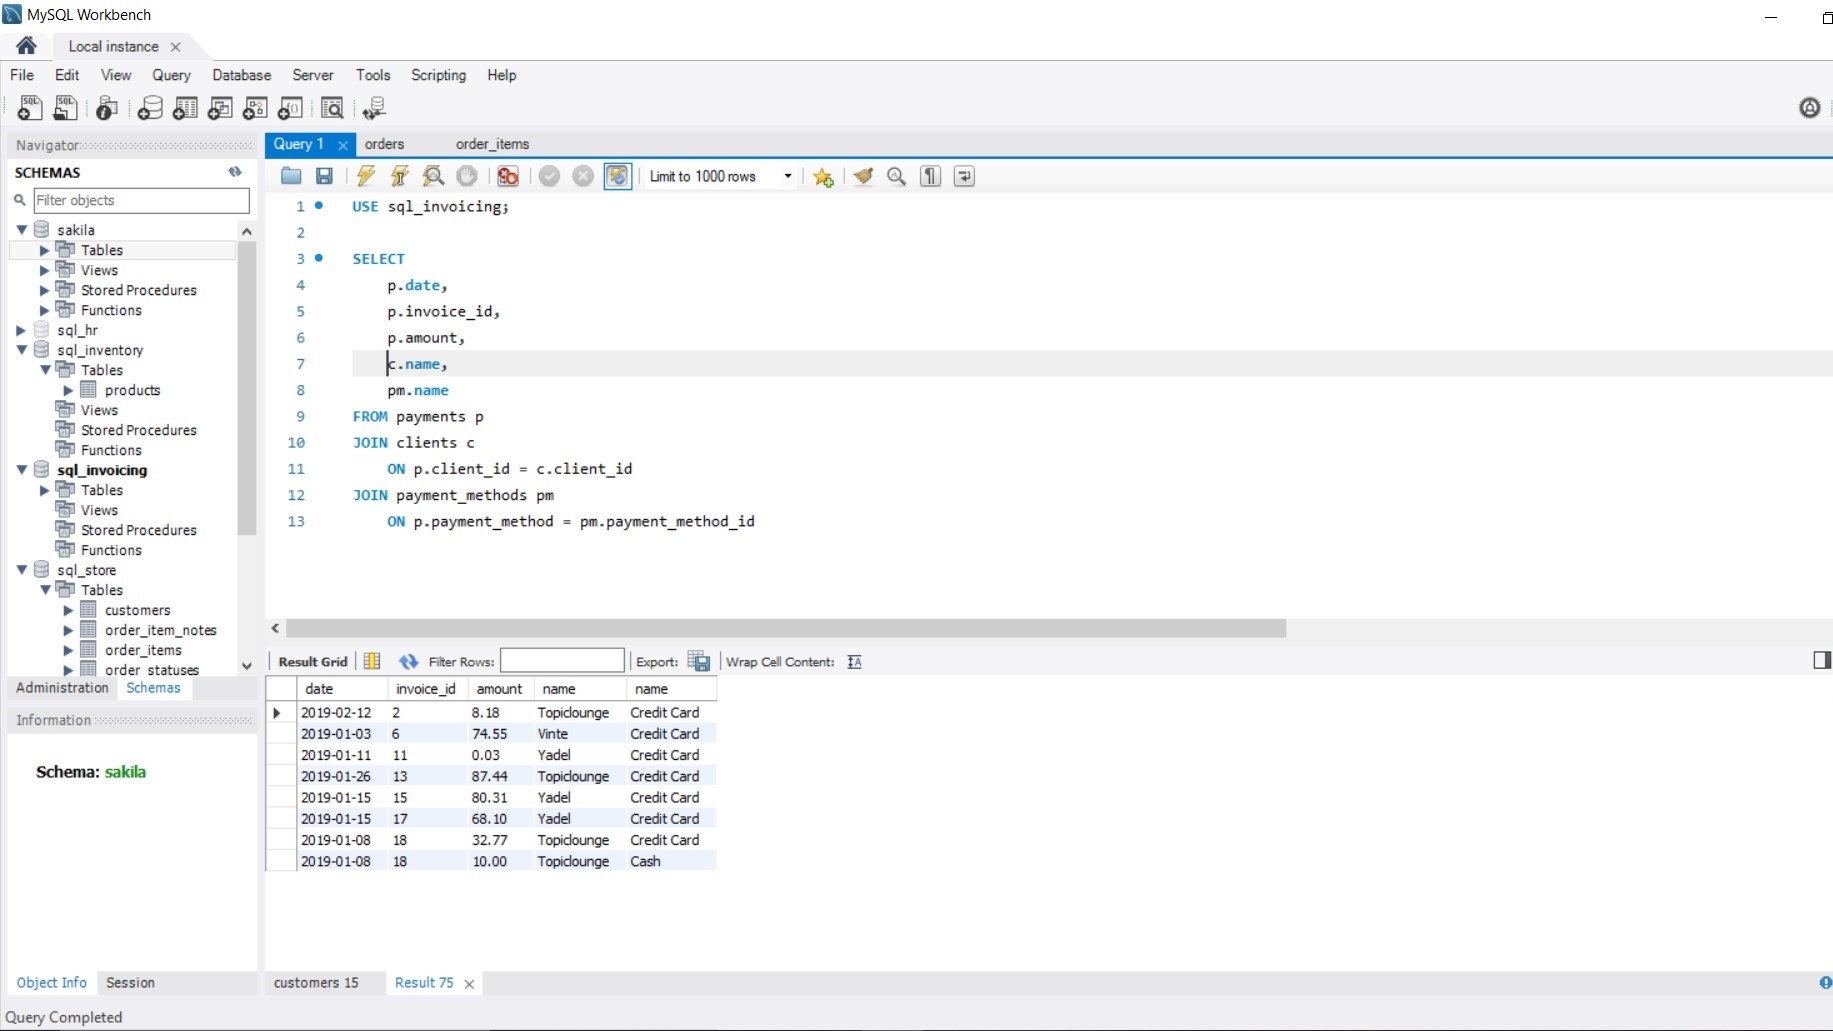 MySQL Workbench
Local instance
File Edit View Query Database Server Tools Scripting Help
Navigator
SCHEMAS
Filter objects
sakila
Tables
Views
Stored Procedures
Functions
sql_hr
sql_inventory
Tables
products
Views
Stored Procedures
Functions
sql_invoicing
Tables
Views
Stored Procedures
Functions
sql_store
Tables
customers
order_item_notes
order_items
order_statuses
Administration Schemas
Information
Schema: sakila
Object Info Session
Query 1 orders order_items
Limit to 1000 rows
1 USE sql_invoicing;
2
3 SELECT
4 p.date,
5 p.invoice_id,
6 p.amount,
7 c.name,
8 pm.name
9 FROM payments p
10 JOIN clients c
11 ON p.client_id = c.client_id
12 JOIN payment_methods pm
13 ON p.payment_method = pm.payment_method_id
Result Grid Filter Rows: Export: Wrap Cell Content:
date invoice_id amount name name
2019-02-12 2 8.18 Topiclounge Credit Card
2019-01-03 6 74.55 Vinte Credit Card
2019-01-11 11 0.03 Yadel Credit Card
2019-01-26 13 87.44 Topiclounge Credit Card
2019-01-15 15 80.31 Yadel Credit Card
2019-01-15 17 68.10 Yadel Credit Card
2019-01-08 18 32.77 Topiclounge Credit Card
2019-01-08 18 10.00 Topiclounge Cash
customers 15 Result 75
Query Completed